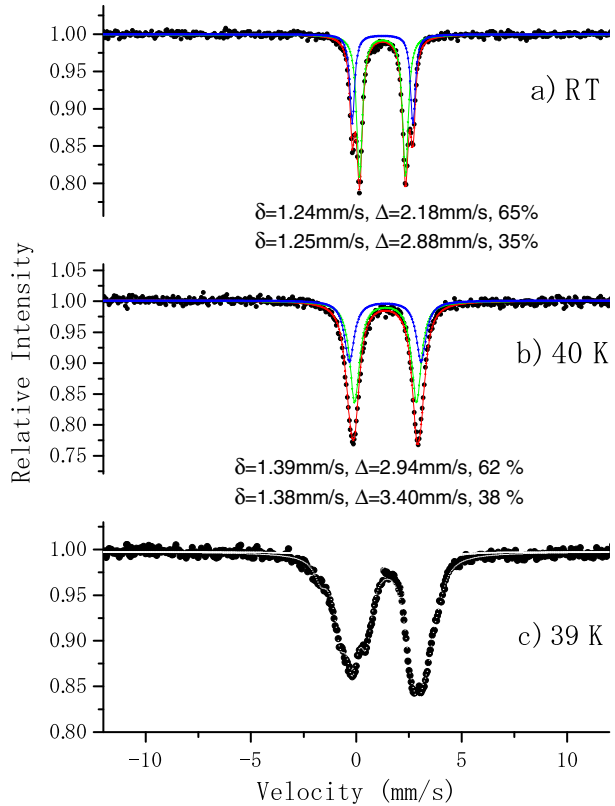 1.00
0.95
0.90
0.85
0.80
a) RT
δ=1.24mm/s, Δ=2.18mm/s, 65%
δ=1.25mm/s, Δ=2.88mm/s, 35%
Relative Intensity
1.05
1.00
0.95
0.90
0.85
0.80
0.75
b) 40 K
δ=1.39mm/s, Δ=2.94mm/s, 62 %
δ=1.38mm/s, Δ=3.40mm/s, 38 %
1.00
0.95
0.90
0.85
0.80
c) 39 K
-10 -5 0 5 10
Velocity (mm/s)